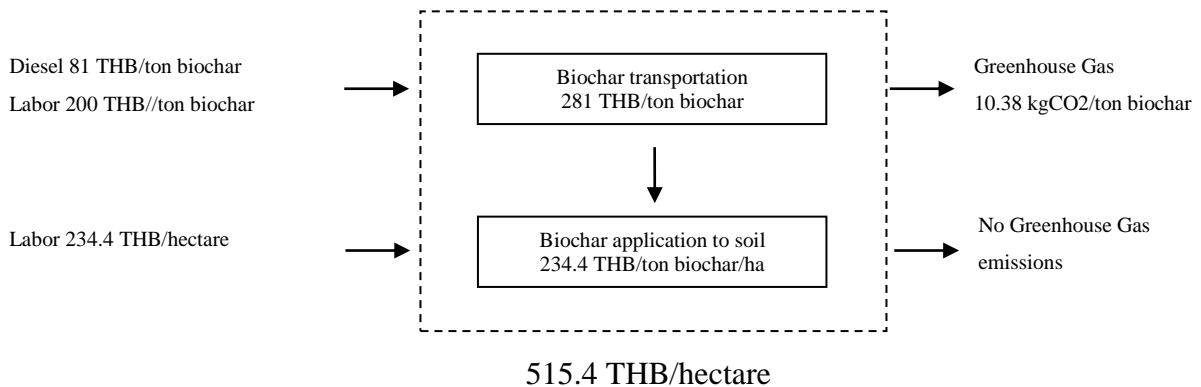 Diesel 81 THB/ton biochar
Labor 200 THB//ton biochar
Biochar transportation
281 THB/ton biochar
Greenhouse Gas
10.38 kgCO2/ton biochar
Labor 234.4 THB/hectare
Biochar application to soil
234.4 THB/ton biochar/ha
No Greenhouse Gas
emissions
515.4 THB/hectare